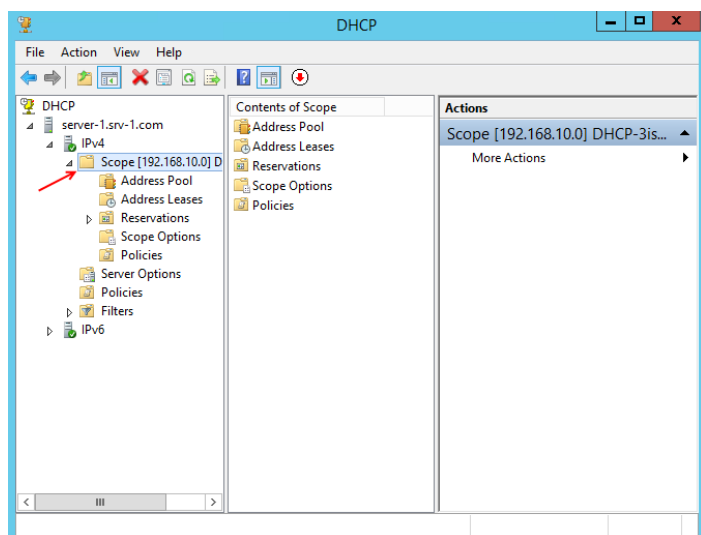 DHCP
File Action View Help
DHCP
server-1.srv-1.com
IPv4
Scope [192.168.10.0] D
Address Pool
Address Leases
Reservations
Scope Options
Policies
Server Options
Policies
Filters
IPv6
Contents of Scope
Address Pool
Address Leases
Reservations
Scope Options
Policies
Actions
Scope [192.168.10.0] DHCP-3is...
More Actions